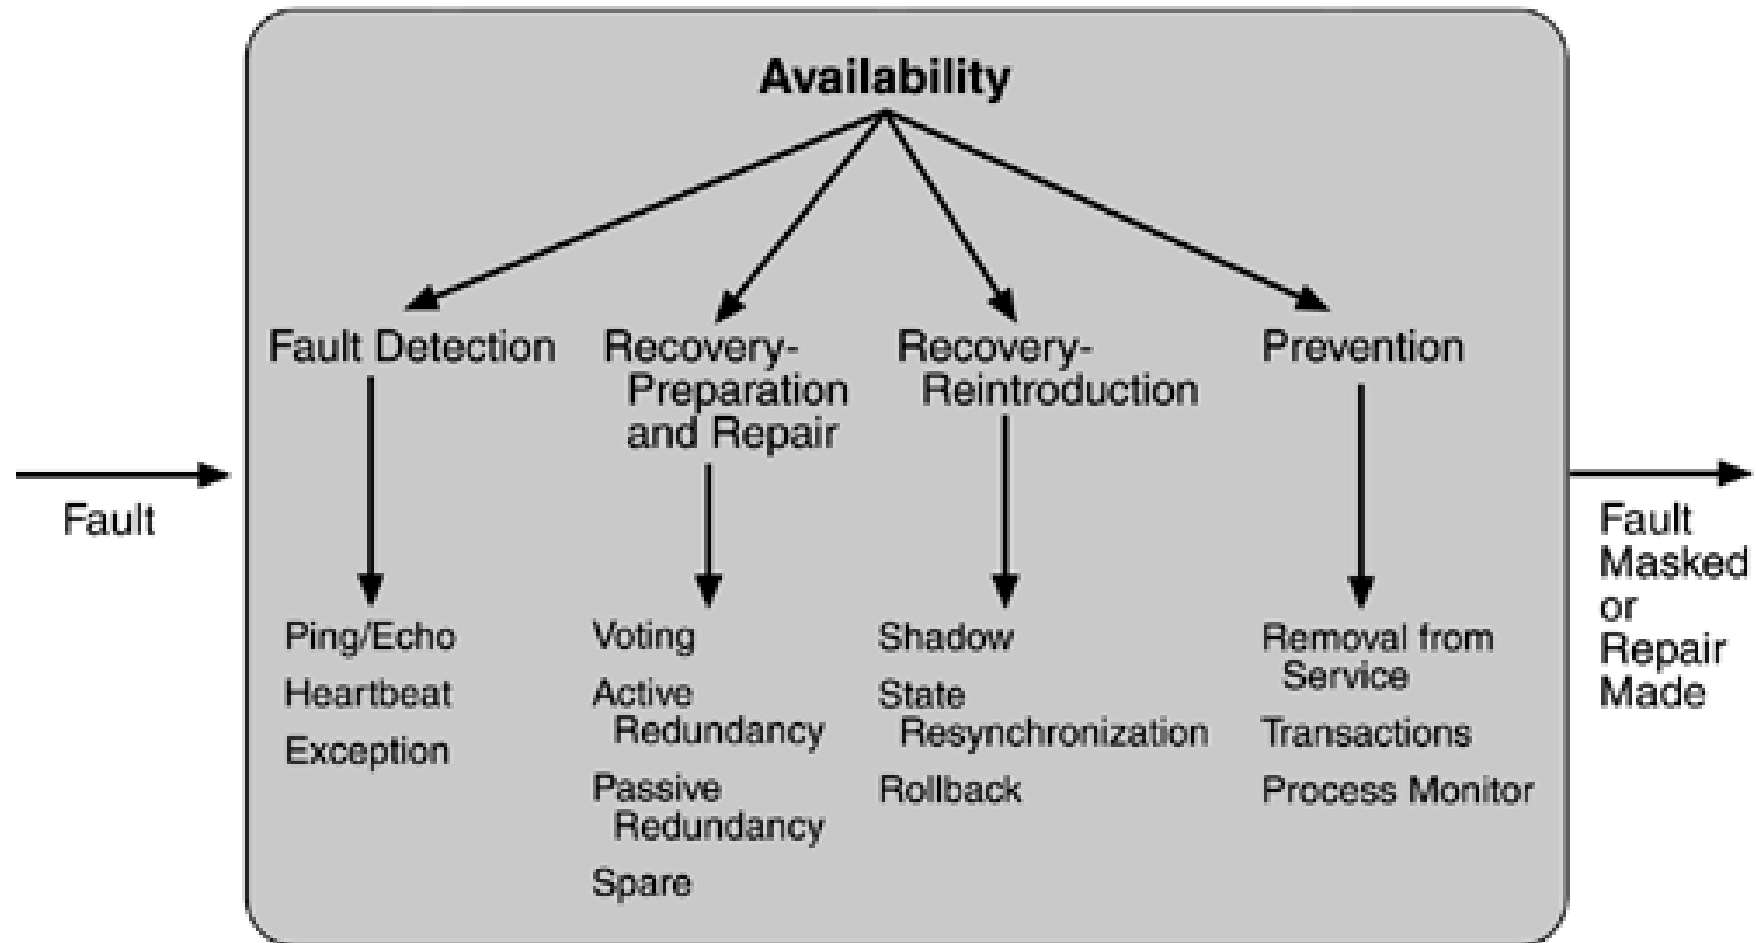 Availability
Fault Detection
Recovery-
Preparation
and Repair
Recovery-
Reintroduction
Prevention
Fault
Fault
Masked
or
Repair
Made
Ping/Echo
Heartbeat
Exception
Voting
Active
Redundancy
Passive
Redundancy
Spare
Shadow
State
Resynchronization
Rollback
Removal from
Service
Transactions
Process Monitor